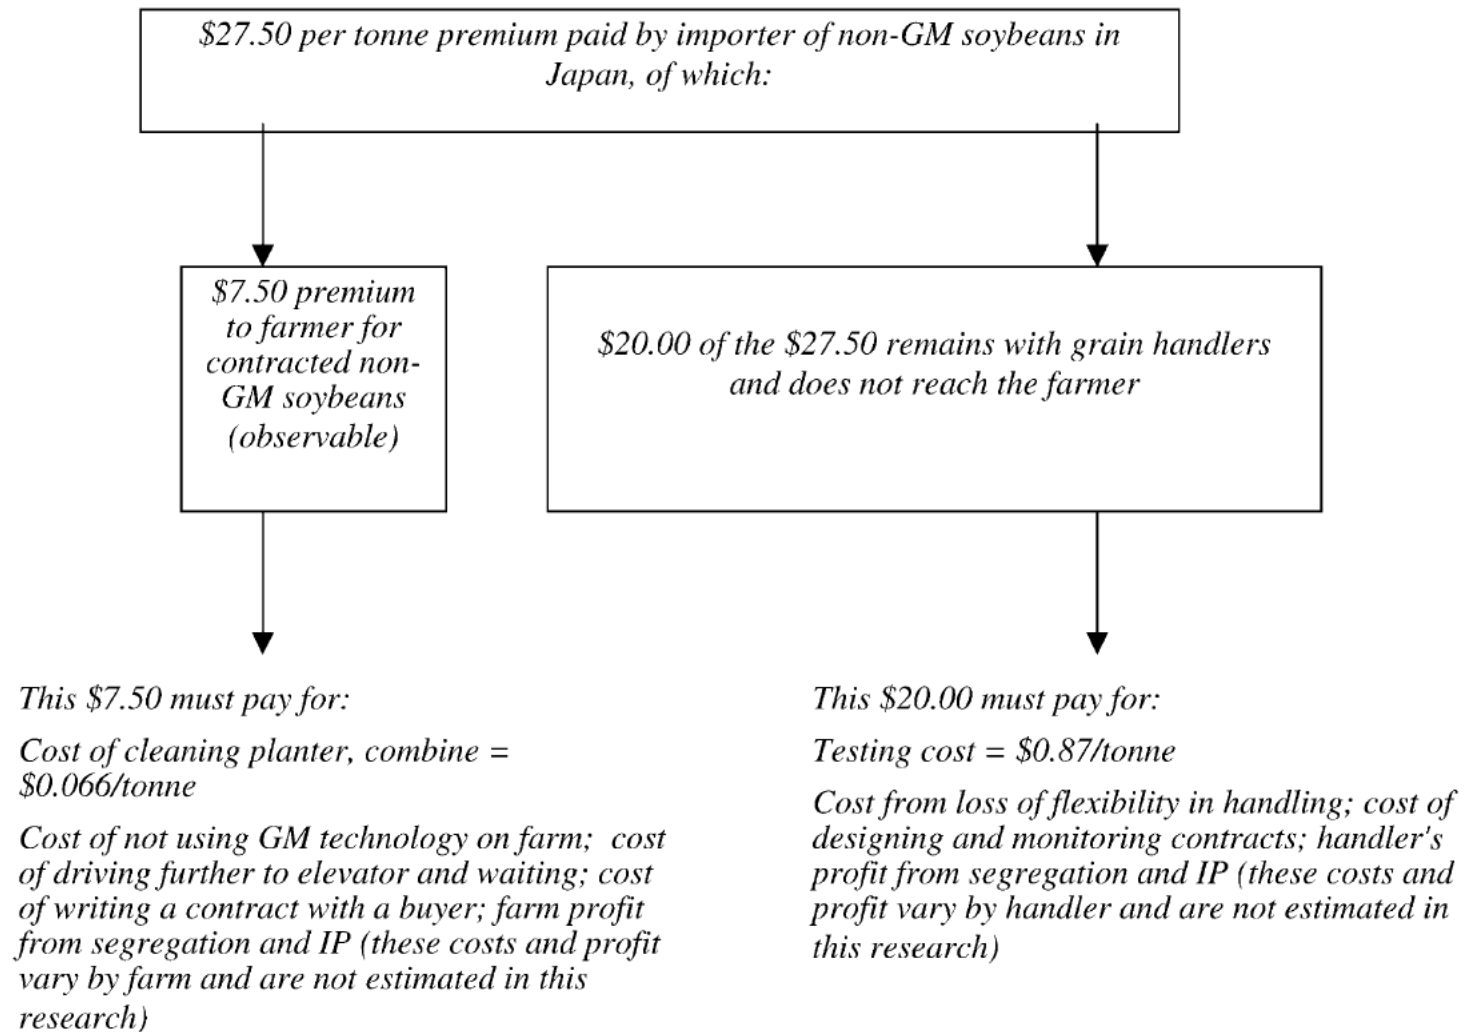 $27.50 per tonne premium paid by importer of non-GM soybeans in
Japan, of which:
$7.50 premium
to farmer for
contracted non-
GM soybeans
(observable)
$20.00 of the $27.50 remains with grain handlers
and does not reach the farmer
This $7.50 must pay for:
Cost of cleaning planter, combine =
$0.066/tonne
Cost of not using GM technology on farm;  cost
of driving further to elevator and waiting; cost
of writing a contract with a buyer; farm profit
from segregation and IP (these costs and profit
vary by farm and are not estimated in this
research)
This $20.00 must pay for:
Testing cost = $0.87/tonne
Cost from loss of flexibility in handling; cost of
designing and monitoring contracts; handler's
profit from segregation and IP (these costs and
profit vary by handler and are not estimated in
this research)